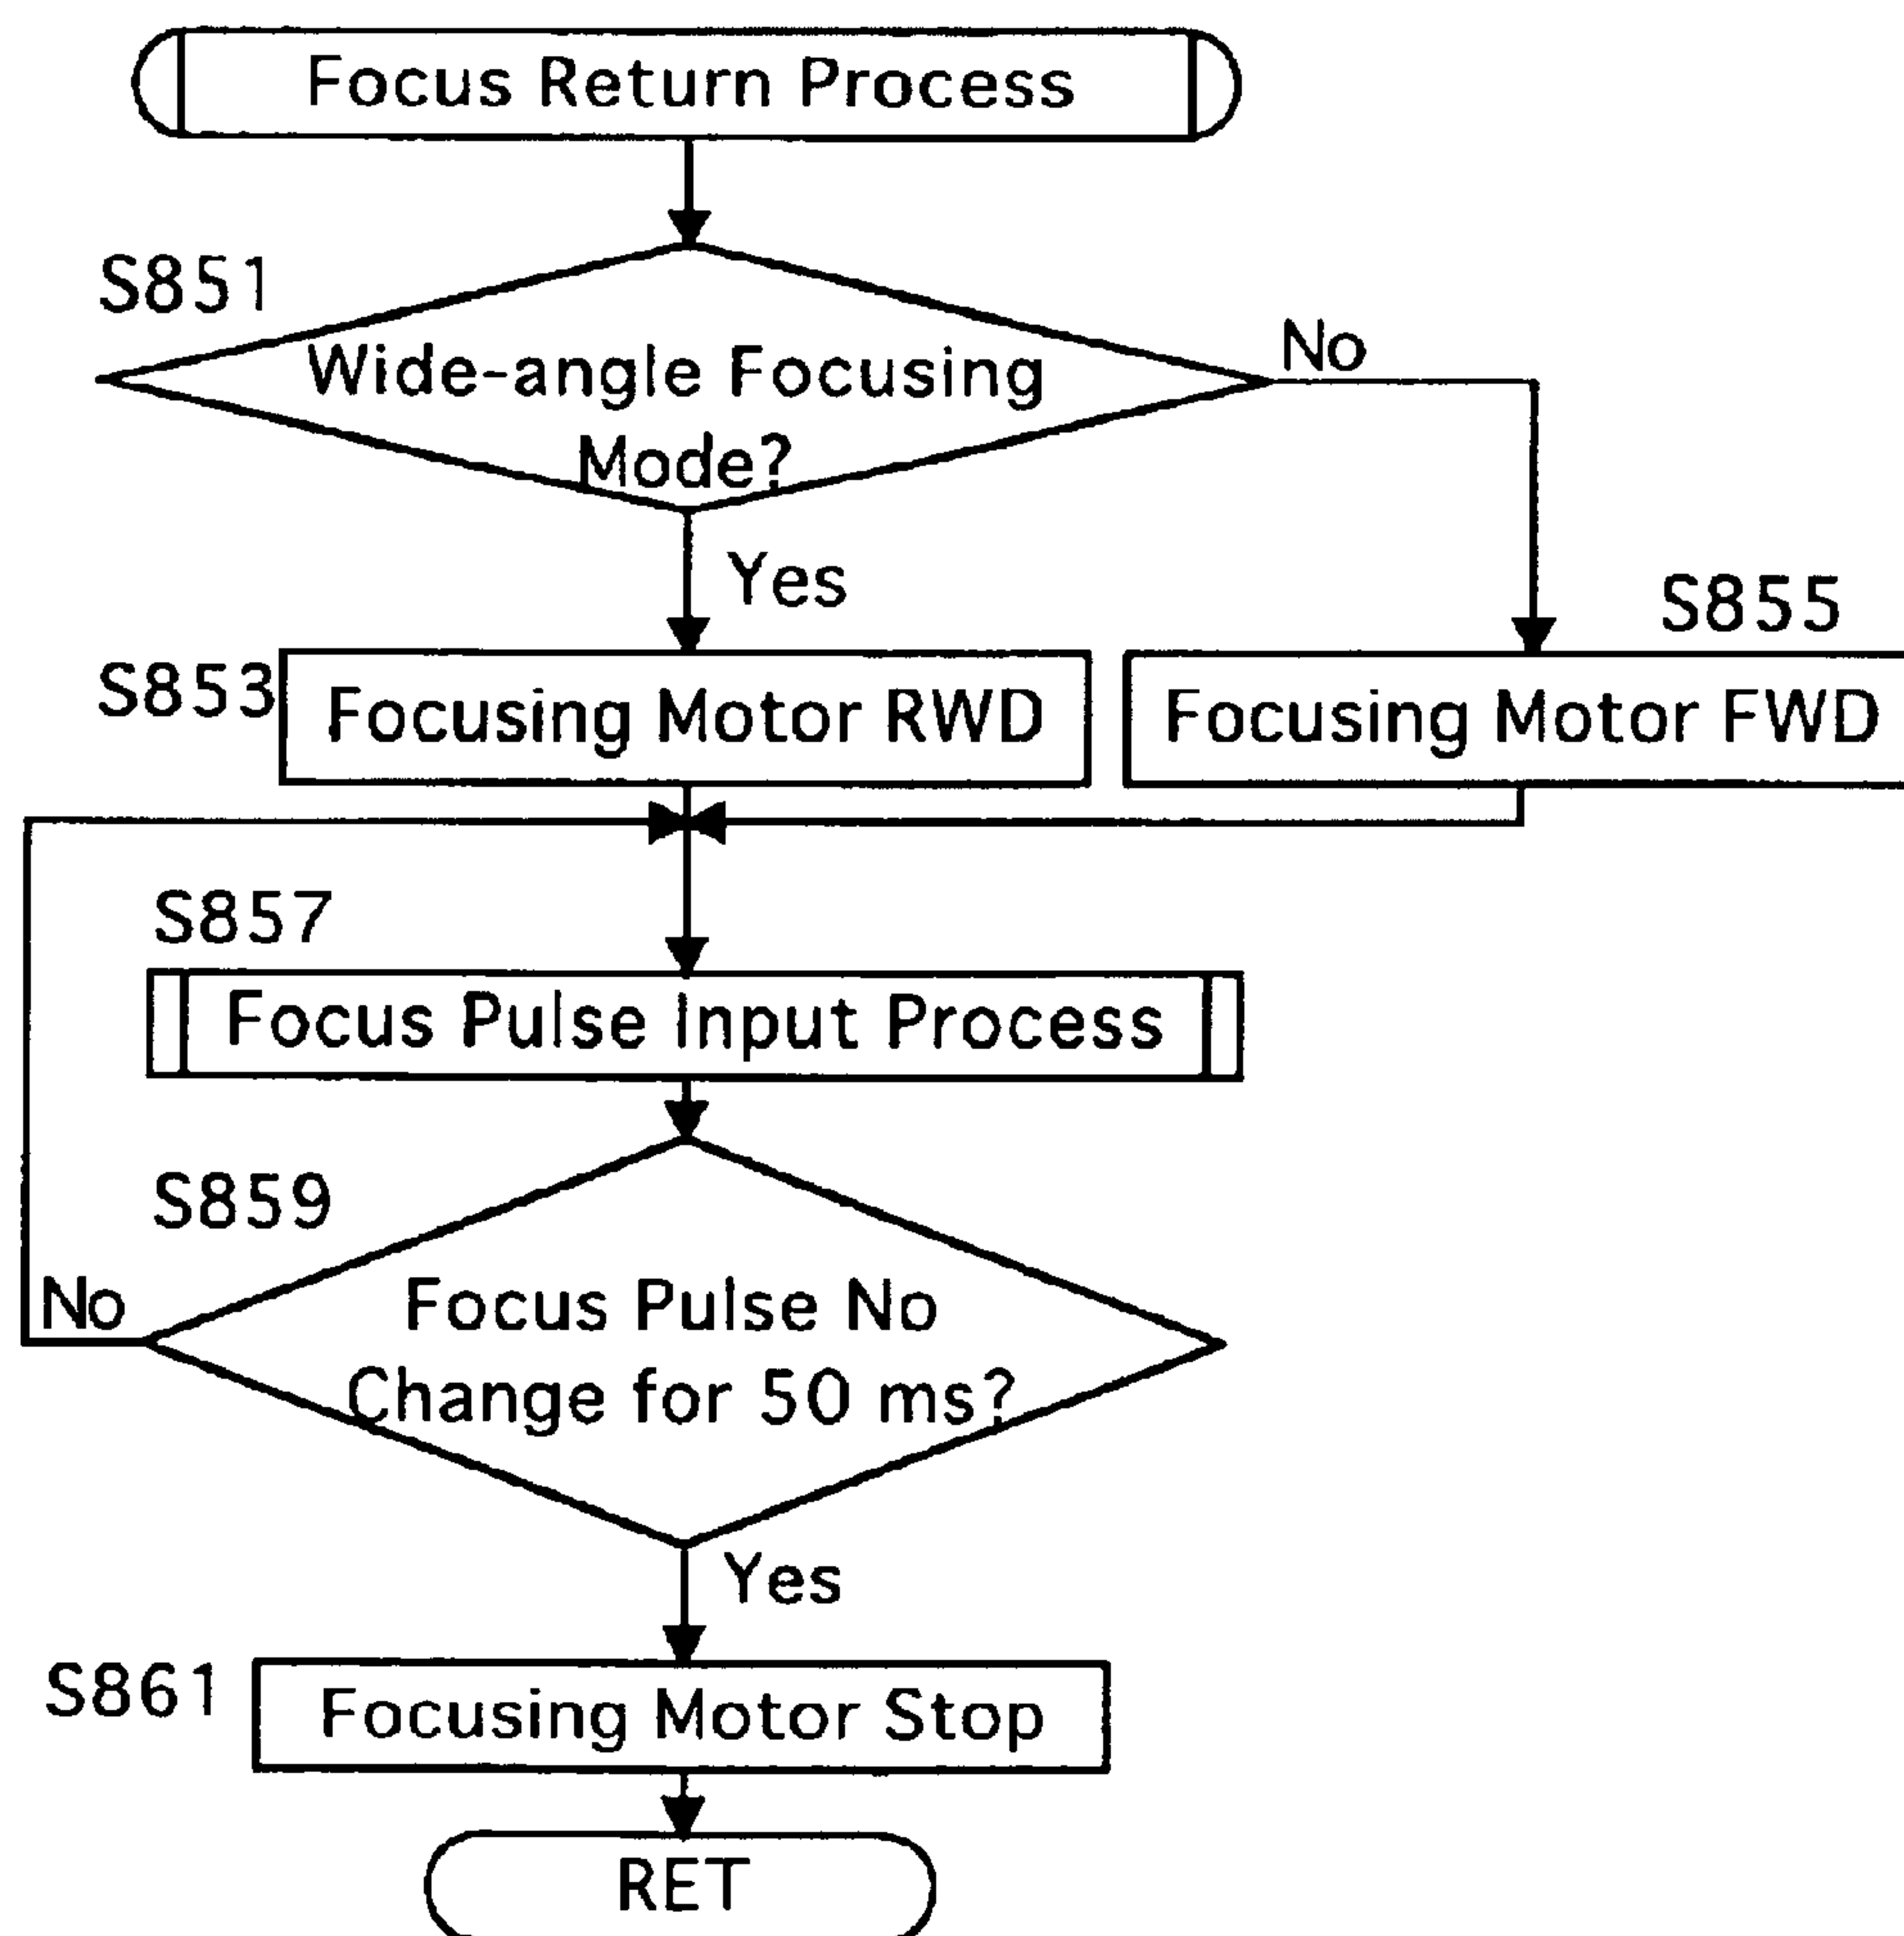 Focus Return Process
S851
Wide-angle Focusing
Mode?
No
Yes
S855
S853
Focusing Motor RWD
Focusing Motor FWD
S857
Focus Pulse Input Process
S859
No
Focus Pulse No
Change for 50 ms?
Yes
S861
Focusing Motor Stop
RET